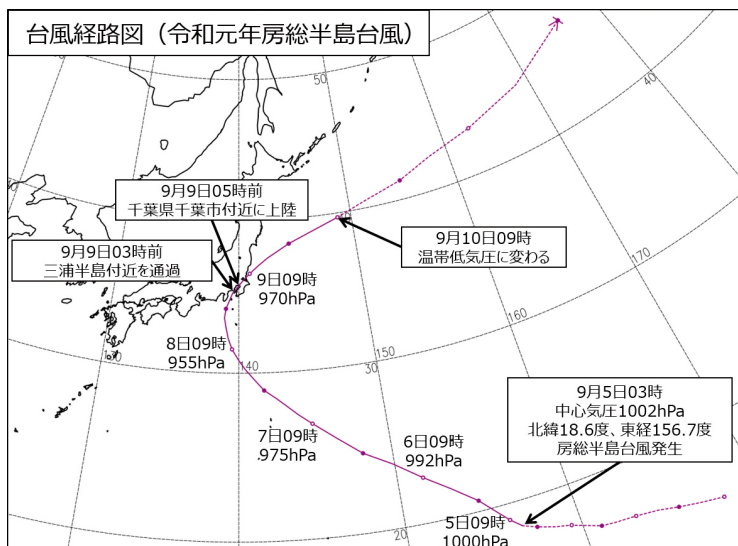 台風経路図（令和元年房総半島台風）
50
40
9月9日05時前
千葉県千葉市付近に上陸
9月9日03時前
三浦半島付近を通過
9月10日09時
温帯低気圧に変わる
170
9日09時
970hPa
160
8日09時
955hPa
130
140
30
150
9月5日03時
中心気圧1002hPa
北緯18.6度、東経156.7度
房総半島台風発生
7日09時
975hPa
6日09時
992hPa
5日09時
1000hPa
20